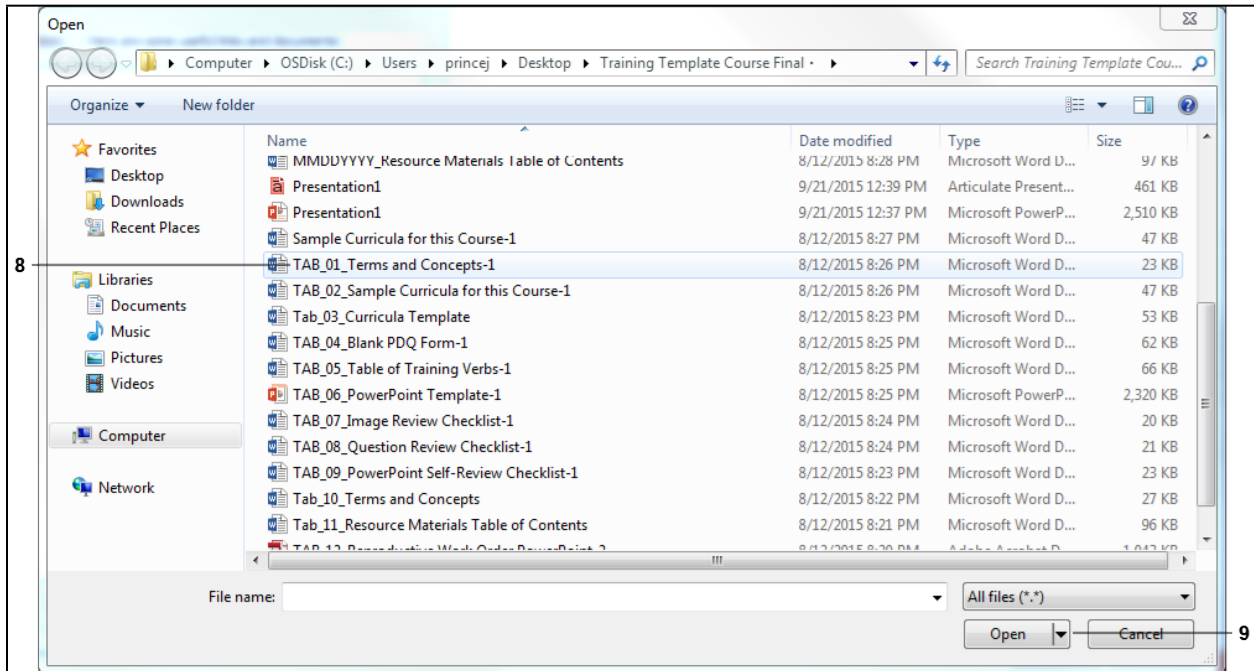 Open
Computer OSDisk (C:) Users princej Desktop Training Template Course Final Search Training Template Cou...
Organize New folder
Name Date modified Type Size
Favorites
Desktop
Downloads
Recent Places
Libraries
Documents
Music
Pictures
Videos
Computer
Network
MMDDYYYY_Resource Materials Table of Contents 8/12/2015 8:28 PM Microsoft Word D... 97 KB
Presentation1 9/21/2015 12:39 PM Articulate Present... 461 KB
Presentation1 9/21/2015 12:37 PM Microsoft PowerP... 2,510 KB
Sample Curricula for this Course-1 8/12/2015 8:27 PM Microsoft Word D... 47 KB
8 TAB_01_Terms and Concepts-1 8/12/2015 8:26 PM Microsoft Word D... 23 KB
TAB_02_Sample Curricula for this Course-1 8/12/2015 8:26 PM Microsoft Word D... 47 KB
Tab_03_Curricula Template 8/12/2015 8:23 PM Microsoft Word D... 53 KB
TAB_04_Blank PDQ Form-1 8/12/2015 8:25 PM Microsoft Word D... 62 KB
TAB_05_Table of Training Verbs-1 8/12/2015 8:25 PM Microsoft Word D... 66 KB
TAB_06_PowerPoint Template-1 8/12/2015 8:25 PM Microsoft PowerP... 2,320 KB
TAB_07_Image Review Checklist-1 8/12/2015 8:24 PM Microsoft Word D... 20 KB
TAB_08_Question Review Checklist-1 8/12/2015 8:24 PM Microsoft Word D... 21 KB
TAB_09_PowerPoint Self-Review Checklist-1 8/12/2015 8:23 PM Microsoft Word D... 23 KB
Tab_10_Terms and Concepts 8/12/2015 8:22 PM Microsoft Word D... 27 KB
Tab_11_Resource Materials Table of Contents 8/12/2015 8:21 PM Microsoft Word D... 96 KB
File name: All files (*.*)
Open Cancel 9